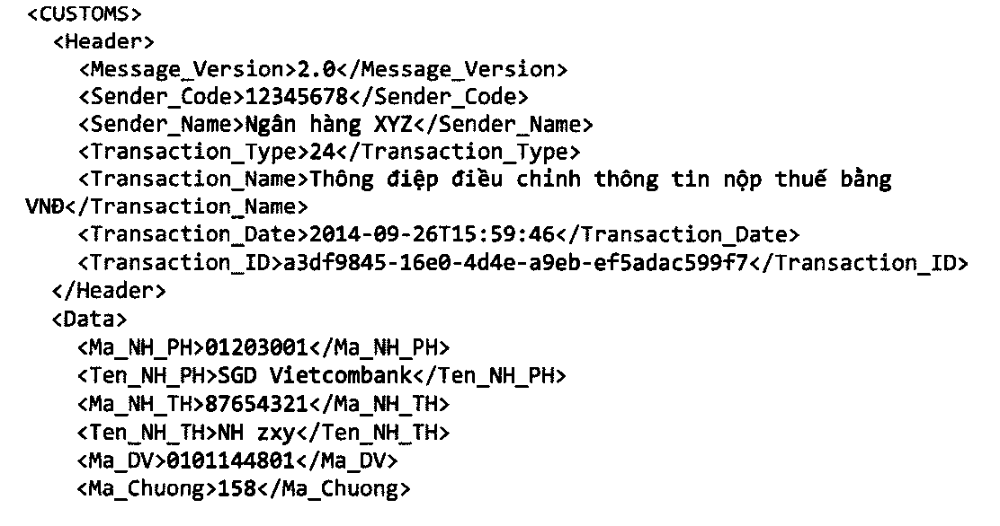 <CUSTOMS>
<Header>
<Message_Version>2.0</Message_Version>
<Sender_Code>12345678</Sender_Code>
<Sender_Name>Ngân hàng XYZ</Sender_Name>
<Transaction_Type>24</Transaction_Type>
<Transaction_Name>Thông điệp điều chỉnh thông tin nộp thuế bằng
VNĐ</Transaction_Name>
<Transaction_Date>2014-09-26T15:59:46</Transaction_Date>
<Transaction_ID>a3df9845-16e0-4d4e-a9eb-ef5adac599f7</Transaction_ID>
</Header>
<Data>
<Ma_NH_PH>01203001</Ma_NH_PH>
<Ten_NH_PH>SGD Vietcombank</Ten_NH_PH>
<Ma_NH_TH>87654321</Ma_NH_TH>
<Ten_NH_TH>NH zxy</Ten_NH_TH>
<Ma_DV>0101144801</Ma_DV>
<Ma_Chuong>158</Ma_Chuong>